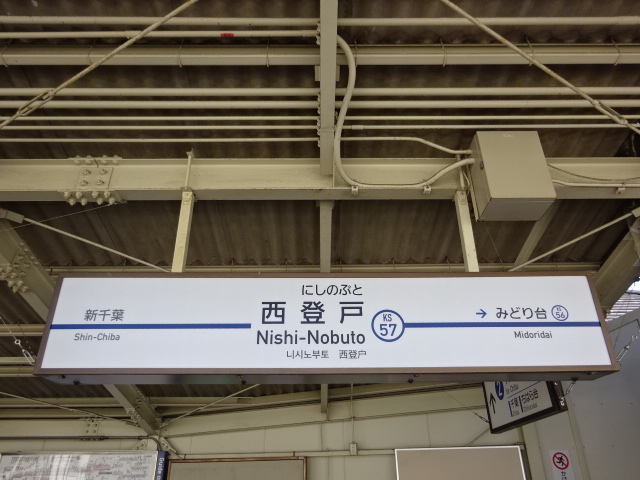 にしのぶと
西登戸
Nishi-Nobuto
니시노부토 西登户
KS
57
新千葉
Shin-Chiba
→ みどり台
KS
56
Midoridai